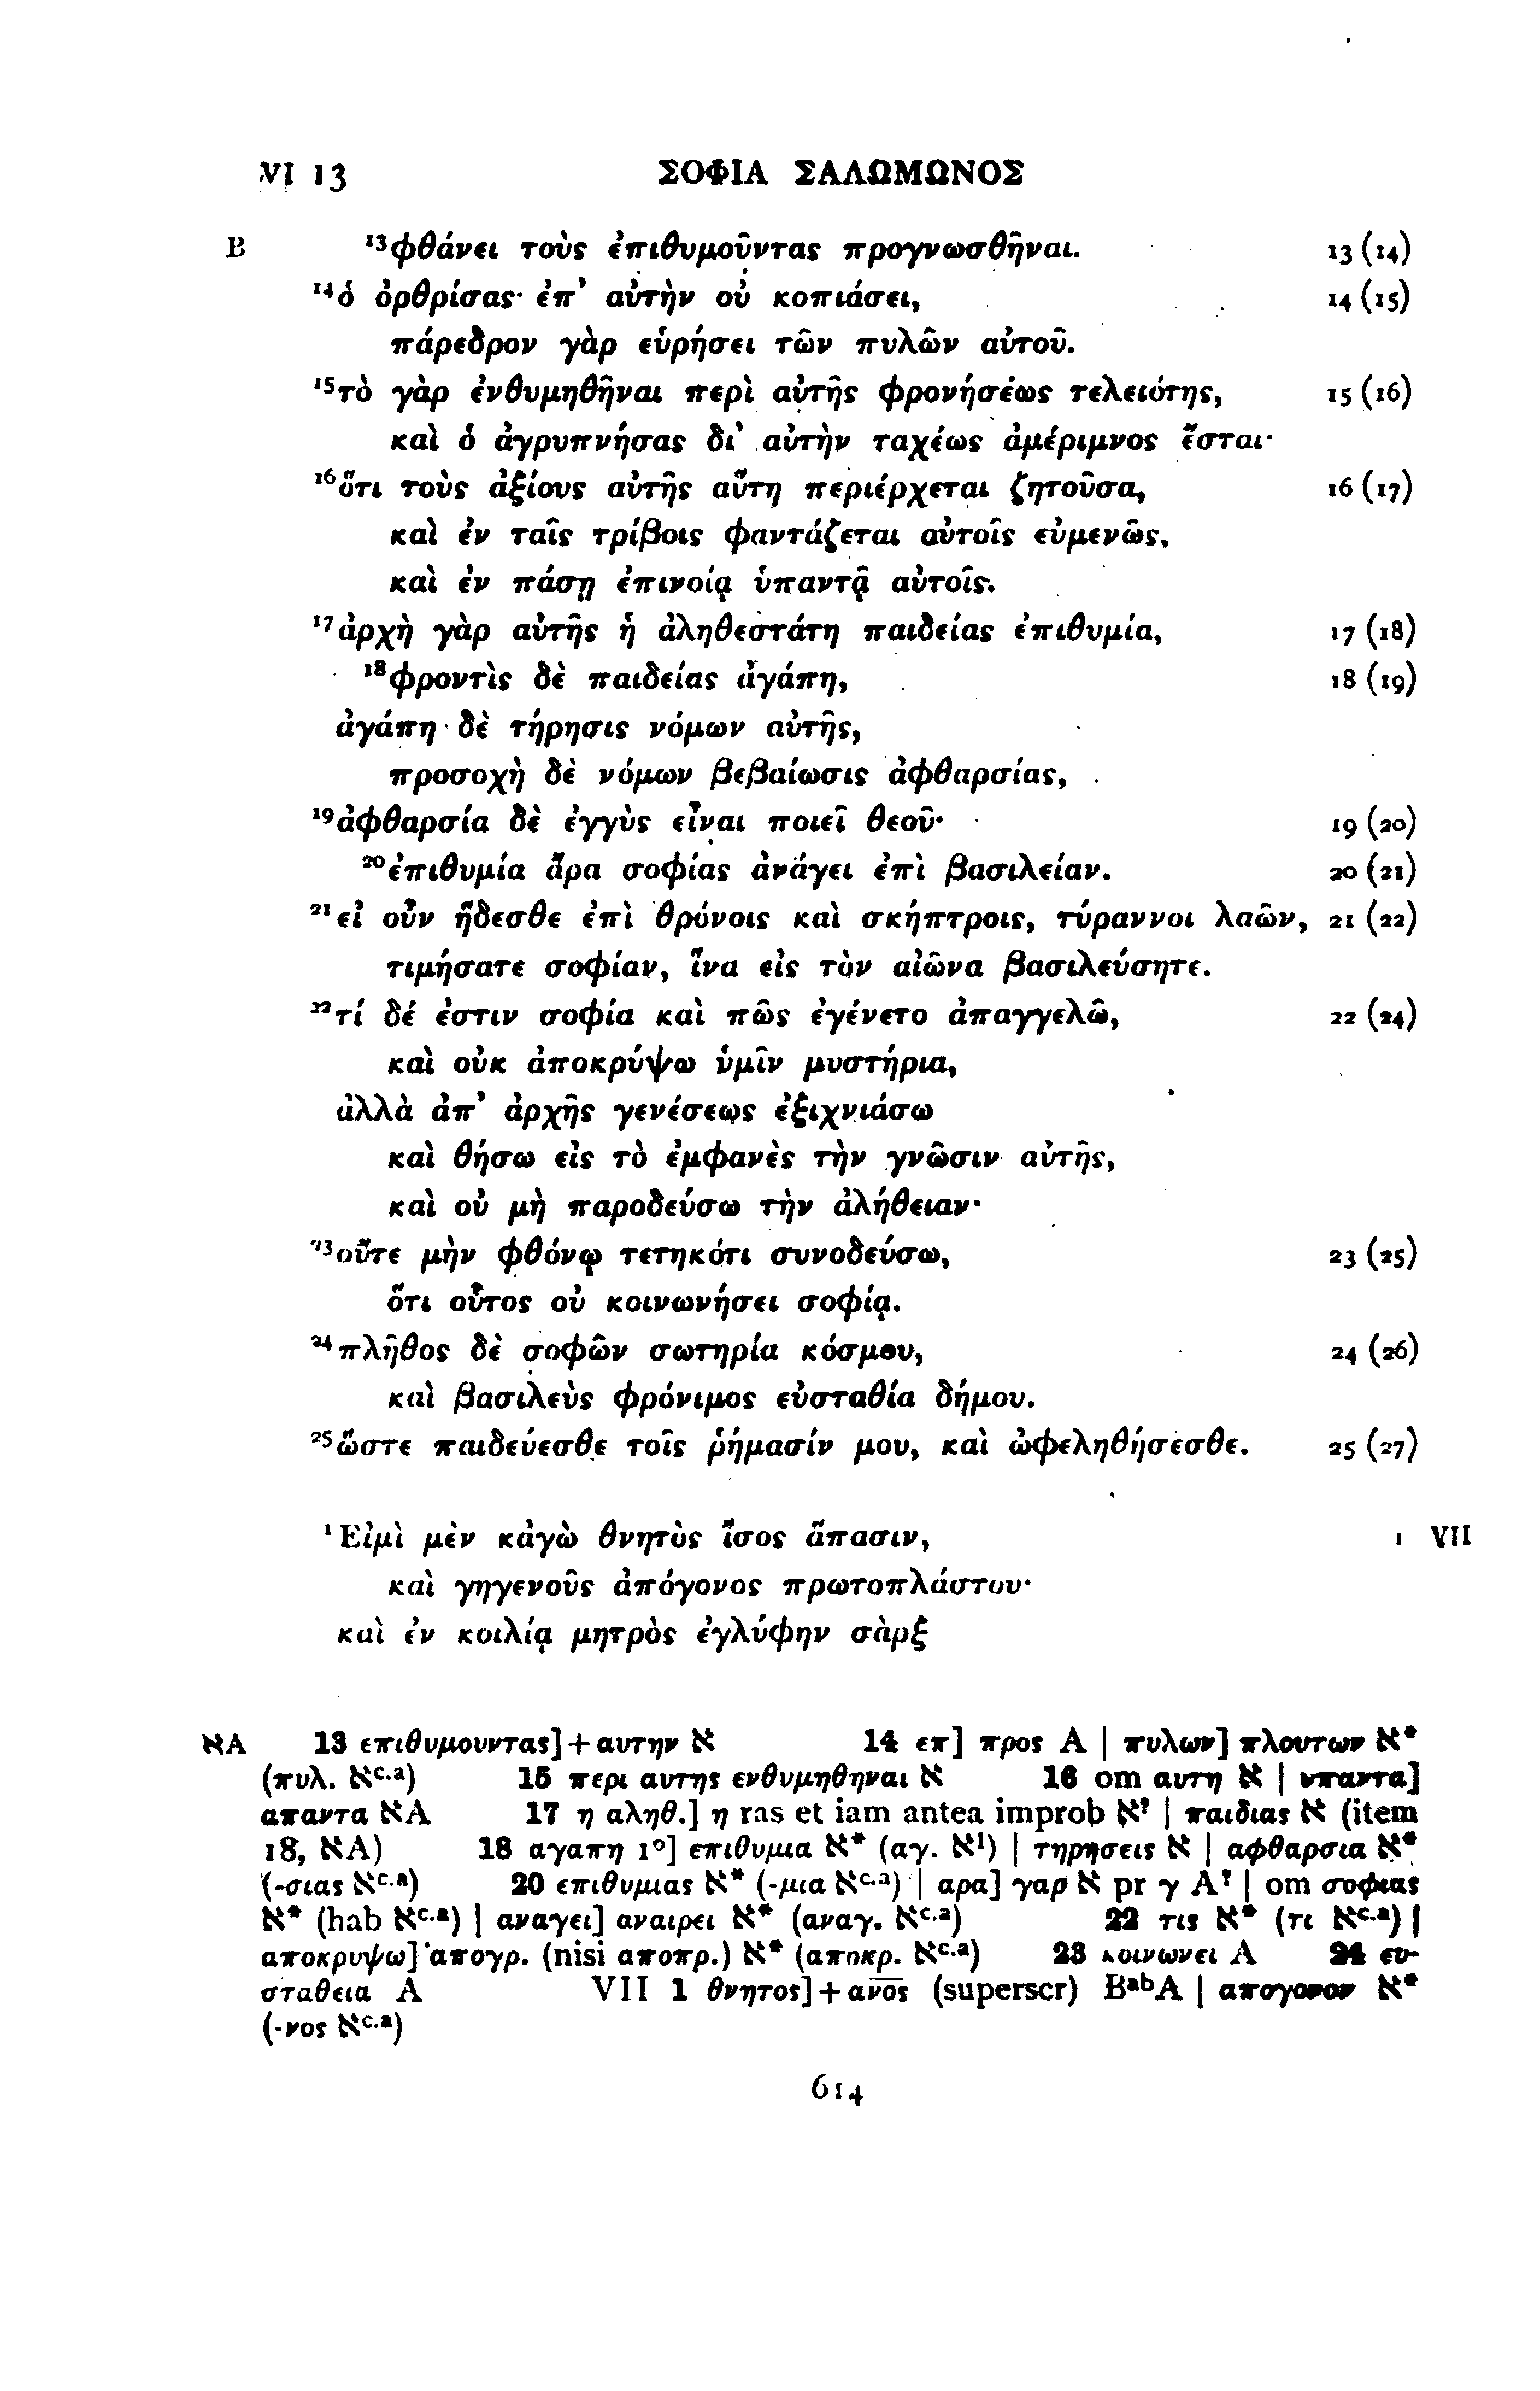 VI 13 ΣΟΦΙΑ ΣΑΛΩΜΩΝΟΣ
B ¹³φθάνει τοὺς ἐπιθυμοῦντας προγνωσθῆναι. 13 (14)
¹⁴ὁ ὀρθρίσας ἐπ’ αὐτὴν οὐ κοπιάσει, 14 (15)
πάρεδρον γὰρ εὑρήσει τῶν πυλῶν αὐτοῦ.
¹⁵τὸ γὰρ ἐνθυμηθῆναι περὶ αὐτῆς φρονήσέως τελειότης, 15 (16)
καὶ ὁ ἀγρυπνήσας δι’ αὐτὴν ταχέως ἀμέριμνος ἔσται·
¹⁶ὅτι τοὺς ἀξίους αὐτῆς αὕτη περιέρχεται ζητοῦσα, 16 (17)
καὶ ἐν ταῖς τρίβοις φαντάζεται αὐτοῖς εὐμενῶς,
καὶ ἐν πάσῃ ἐπινοίᾳ ὑπαντᾷ αὐτοῖς.
¹⁷ἀρχὴ γὰρ αὐτῆς ἡ ἀληθεστάτη παιδείας ἐπιθυμία, 17 (18)
¹⁸φροντὶς δὲ παιδείας ἀγάπη, 18 (19)
ἀγάπη δὲ τήρησις νόμων αὐτῆς,
προσοχὴ δὲ νόμων βεβαίωσις ἀφθαρσίας,
¹⁹ἀφθαρσία δὲ ἐγγὺς εἶναι ποιεῖ θεοῦ· 19 (20)
²⁰ἐπιθυμία ἄρα σοφίας ἀνάγει ἐπὶ βασιλείαν. 20 (21)
²¹εἰ οὖν ἥδεσθε ἐπὶ θρόνοις καὶ σκήπτροις, τύραννοι λαῶν, 21 (22)
τιμήσατε σοφίαν, ἵνα εἰς τὸν αἰῶνα βασιλεύσητε.
²²τί δέ ἐστιν σοφία καὶ πῶς ἐγένετο ἀπαγγελῶ, 22 (24)
καὶ οὐκ ἀποκρύψω ὑμῖν μυστήρια,
ἀλλὰ ἀπ’ ἀρχῆς γενέσεως ἐξιχνιάσω
καὶ θήσω εἰς τὸ ἐμφανὲς τὴν γνῶσιν αὐτῆς,
καὶ οὐ μὴ παροδεύσω τὴν ἀλήθειαν·
²³οὔτε μὴν φθόνῳ τετηκότι συνοδεύσω, 23 (25)
ὅτι οὗτος οὐ κοινωνήσει σοφίᾳ.
²⁴πλῆθος δὲ σοφῶν σωτηρία κόσμου, 24 (26)
καὶ βασιλεὺς φρόνιμος εὐσταθία δήμου.
²⁵ὥστε παιδεύεσθε τοῖς ῥήμασίν μου, καὶ ὠφεληθήσεσθε. 25 (27)
¹Εἰμὶ μὲν κἀγὼ θνητὸς ἴσος ἅπασιν, 1 VII
καὶ γηγενοῦς ἀπόγονος πρωτοπλάστου·
καὶ ἐν κοιλίᾳ μητρὸς ἐγλύφην σὰρξ
ℵA 13 επιθυμουντας]+αυτην ℵ 14 επ] προς A | πυλων] πλουτων ℵ*
(πυλ. ℵᶜ·ᵃ) 15 περι αυτης ενθυμηθηναι ℵ 16 om αυτη ℵ | υπαντα]
απαντα ℵA 17 η αληθ.] η ras et iam antea improb ℵ? | παιδιας ℵ (item
18, ℵA) 18 αγαπη 1°] επιθυμια ℵ* (αγ. ℵ¹) | τηρησεις ℵ | αφθαρσια ℵ*
(-σιας ℵᶜ·ᵃ) 20 επιθυμιας ℵ* (-μια ℵᶜ·ᵃ) | αρα] γαρ ℵ pr γ A? | om σοφιας
ℵ* (hab ℵᶜ·ᵃ) | αναγει] αναιρει ℵ* (αναγ. ℵᶜ·ᵃ) 22 τις ℵ* (τι ℵᶜ·ᵃ) |
αποκρυψω] απογρ. (nisi αποπρ.) ℵ* (αποκρ. ℵᶜ·ᵃ) 23 κοινωνει A 24 ευ-
σταθεια A VII 1 θνητος]+α̅ν̅ο̅ς̅ (superscr) BᵃᵇA | απογονον ℵ*
(-νος ℵᶜ·ᵃ)
614